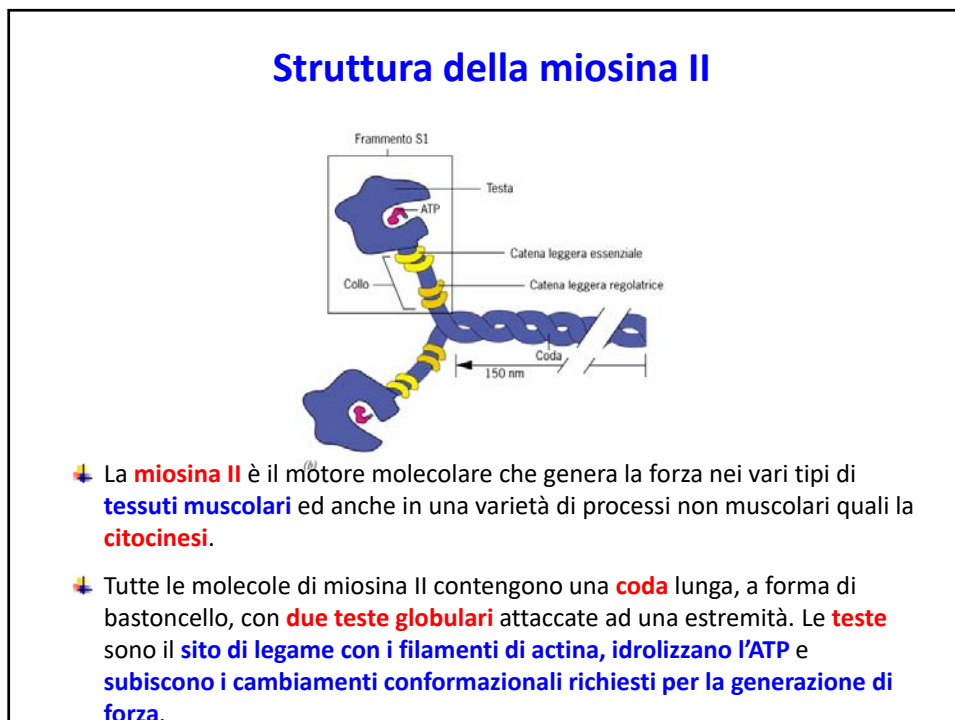 Struttura della miosina II
Frammento S1
Testa
ATP
Catena leggera essenziale
Collo
Catena leggera regolatrice
Coda
150 nm
(b)
La miosina II è il motore molecolare che genera la forza nei vari tipi di
tessuti muscolari ed anche in una varietà di processi non muscolari quali la
citocinesi.
Tutte le molecole di miosina II contengono una coda lunga, a forma di
bastoncello, con due teste globulari attaccate ad una estremità. Le teste
sono il sito di legame con i filamenti di actina, idrolizzano l’ATP e
subiscono i cambiamenti conformazionali richiesti per la generazione di
forza.